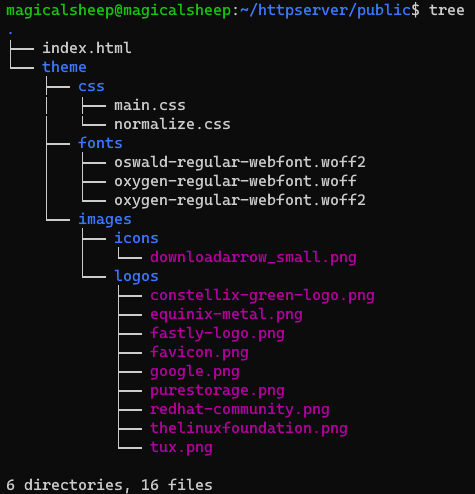 magicalsheep@magicalsheep:~/httpserver/public$ tree
.
├── index.html
└── theme
    ├── css
    │   ├── main.css
    │   └── normalize.css
    ├── fonts
    │   ├── oswald-regular-webfont.woff2
    │   ├── oxygen-regular-webfont.woff
    │   └── oxygen-regular-webfont.woff2
    └── images
        ├── icons
        │   └── downloadarrow_small.png
        └── logos
            ├── constellix-green-logo.png
            ├── equinix-metal.png
            ├── fastly-logo.png
            ├── favicon.png
            ├── google.png
            ├── purestorage.png
            ├── redhat-community.png
            ├── thelinuxfoundation.png
            └── tux.png

6 directories, 16 files